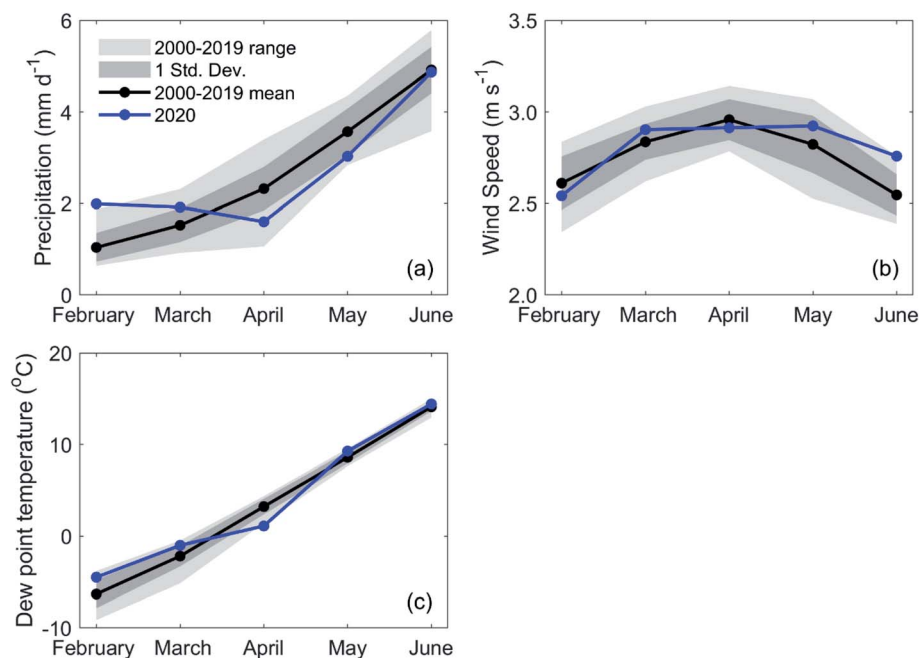 6
4
2
0
Precipitation (mm d⁻¹)
2000-2019 range
1 Std. Dev.
2000-2019 mean
2020
(a)
February March April May June
3.5
3.0
2.5
2.0
Wind Speed (m s⁻¹)
(b)
February March April May June
20
10
0
-10
Dew point temperature (°C)
(c)
February March April May June